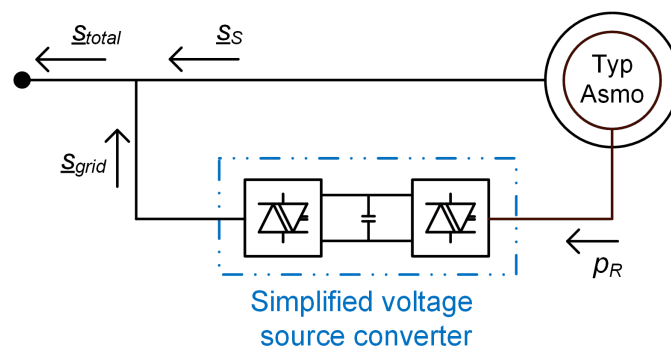 s_total
s_S
Typ
Asmo
s_grid
p_R
Simplified voltage
source converter